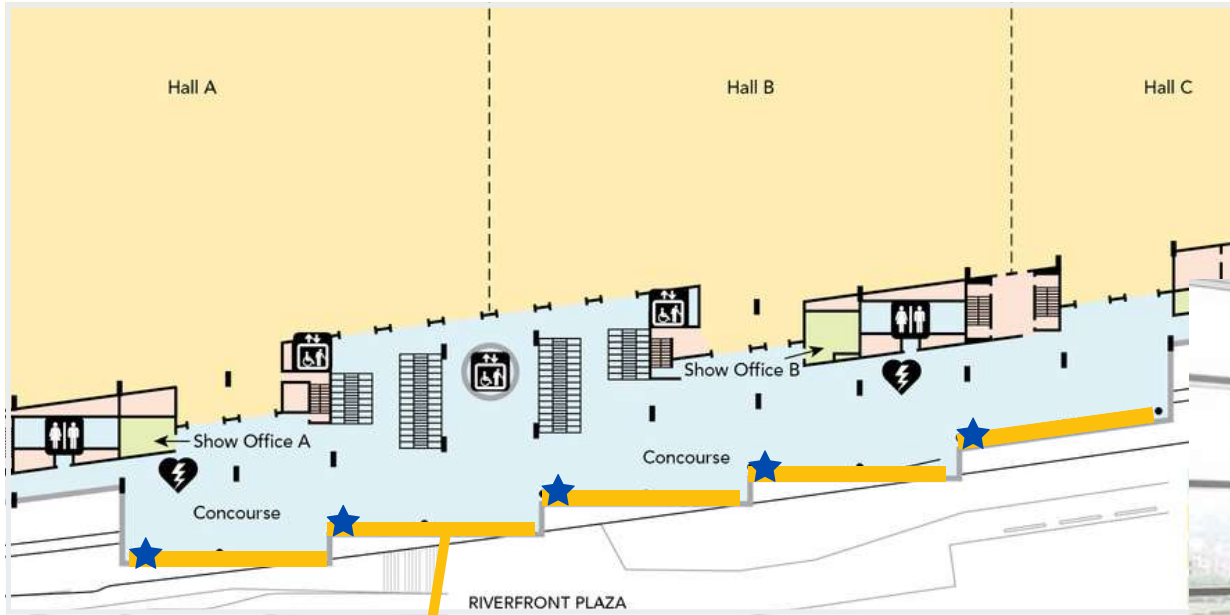 Hall A
Hall B
Hall C
Show Office B
Show Office A
Concourse
Concourse
RIVERFRONT PLAZA